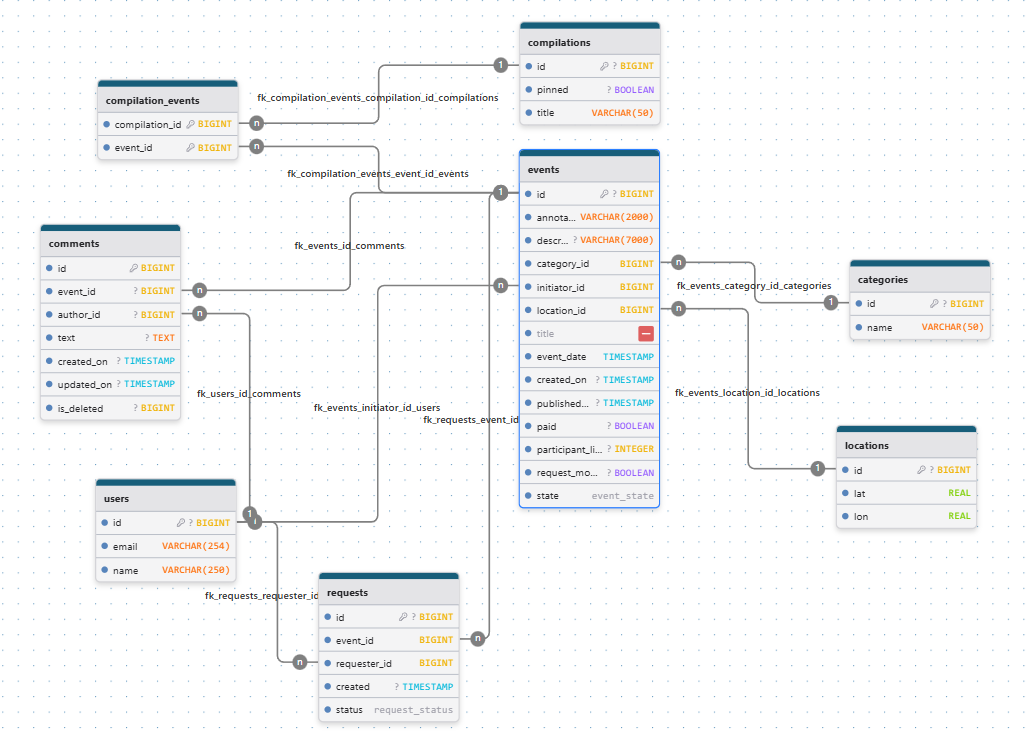 compilations
id ? BIGINT
pinned ? BOOLEAN
title VARCHAR(50)
compilation_events
compilation_id BIGINT
event_id BIGINT
fk_compilation_events_compilation_id_compilations
fk_compilation_events_event_id_events
events
id ? BIGINT
annota... VARCHAR(2000)
descr... ? VARCHAR(7000)
category_id BIGINT
initiator_id BIGINT
location_id BIGINT
title
event_date TIMESTAMP
created_on ? TIMESTAMP
published... ? TIMESTAMP
paid ? BOOLEAN
participant_li... ? INTEGER
request_mo... ? BOOLEAN
state event_state
comments
id BIGINT
event_id ? BIGINT
author_id ? BIGINT
text ? TEXT
created_on ? TIMESTAMP
updated_on ? TIMESTAMP
is_deleted ? BIGINT
fk_events_id_comments
fk_users_id_comments
fk_events_initiator_id_users
fk_requests_event_id
fk_events_category_id_categories
fk_events_location_id_locations
categories
id ? BIGINT
name VARCHAR(50)
locations
id ? BIGINT
lat REAL
lon REAL
users
id ? BIGINT
email VARCHAR(254)
name VARCHAR(250)
fk_requests_requester_id
requests
id ? BIGINT
event_id BIGINT
requester_id BIGINT
created ? TIMESTAMP
status request_status
1
n
n
1
n
n
n
n
1
n
1
1
n
n